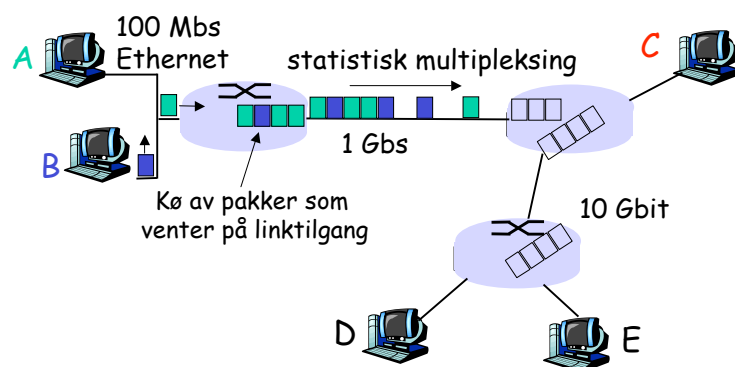 A
100 Mbs
Ethernet
statistisk multipleksing
C
B
1 Gbs
Kø av pakker som
venter på linktilgang
10 Gbit
D
E